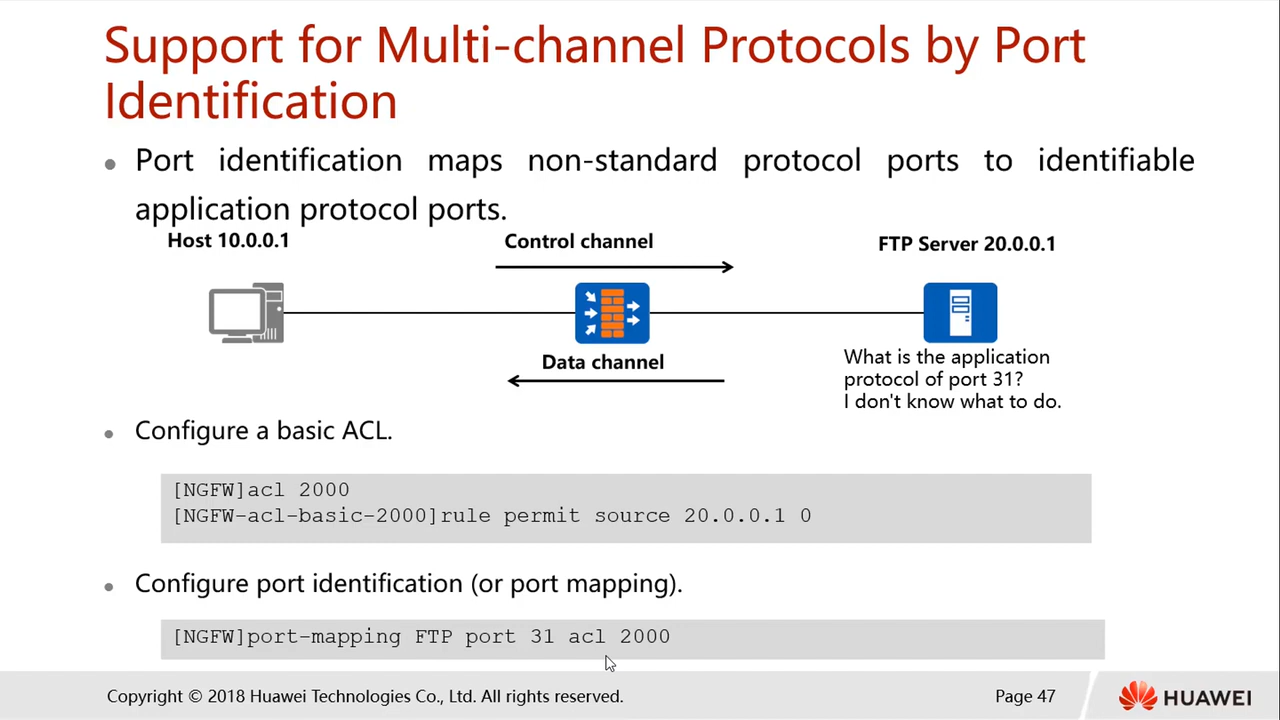 Support for Multi-channel Protocols by Port
Identification
Port identification maps non-standard protocol ports to identifiable
application protocol ports.
Host 10.0.0.1
Control channel
FTP Server 20.0.0.1
Data channel
What is the application
protocol of port 31?
I don't know what to do.
Configure a basic ACL.
[NGFW]acl 2000
[NGFW-acl-basic-2000]rule permit source 20.0.0.1 0
Configure port identification (or port mapping).
[NGFW]port-mapping FTP port 31 acl 2000
Copyright © 2018 Huawei Technologies Co., Ltd. All rights reserved.
Page 47
HUAWEI